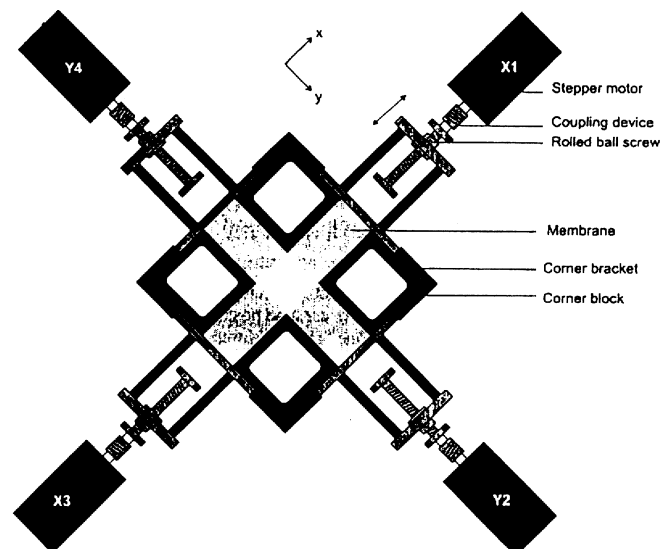 Y4
x
y
X1
Stepper motor
Coupling device
Rolled ball screw
Membrane
Corner bracket
Corner block
X3
Y2